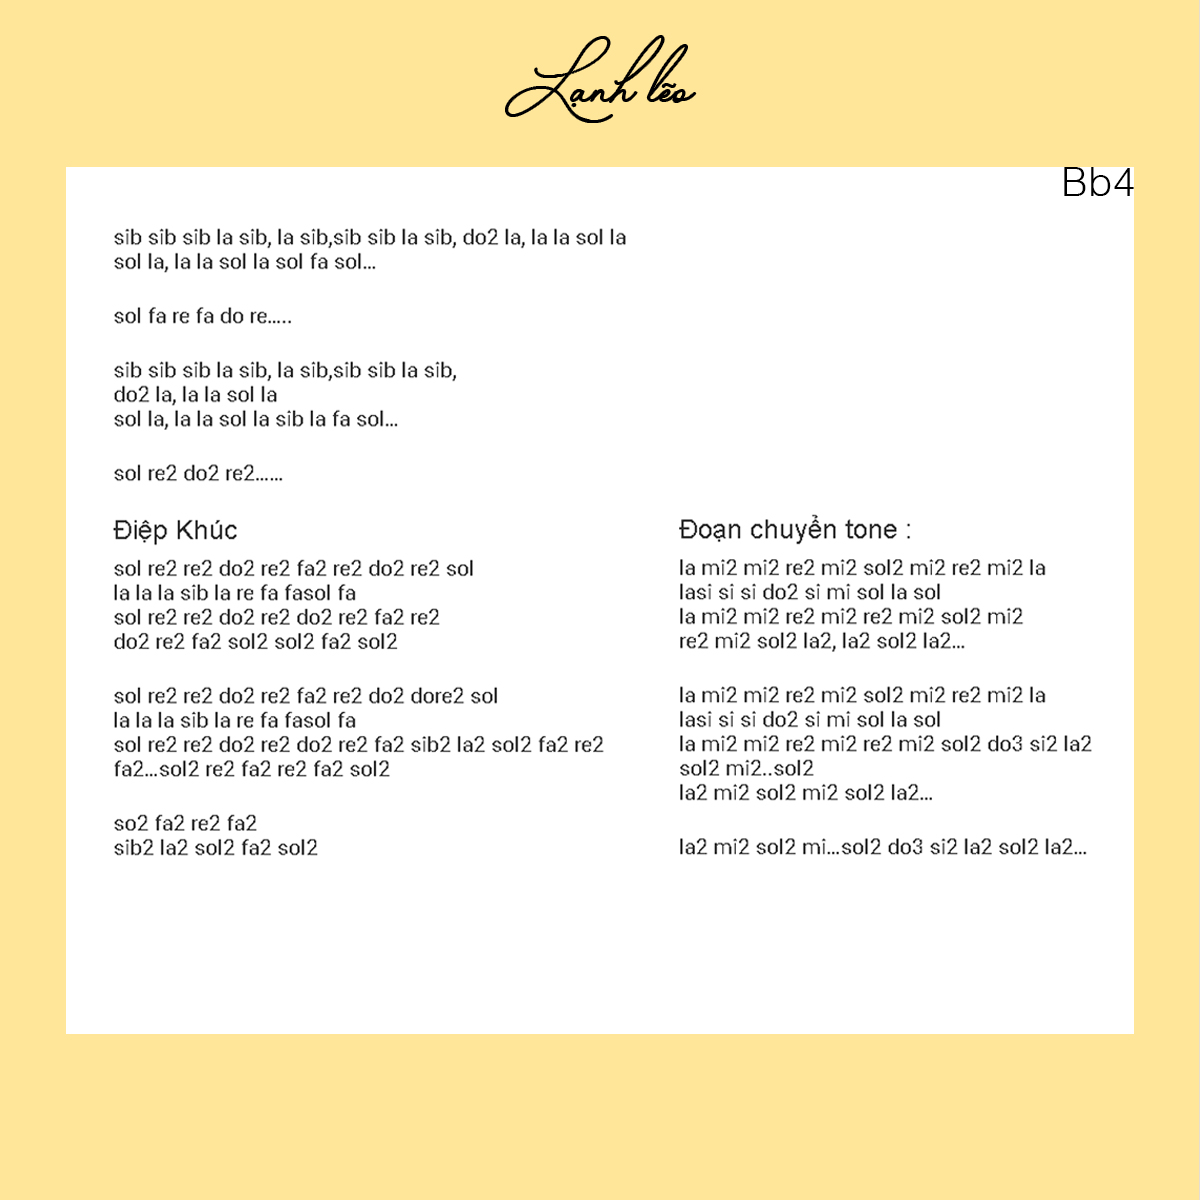 Lạnh lẽo
Bb4
sib sib sib la sib, la sib,sib sib la sib, do2 la, la la sol la
sol la, la la sol la sol fa sol...
sol fa re fa do re.....
sib sib sib la sib, la sib,sib sib la sib,
do2 la, la la sol la
sol la, la la sol la sib la fa sol...
sol re2 do2 re2......
Điệp Khúc
sol re2 re2 do2 re2 fa2 re2 do2 re2 sol
la la la sib la re fa fasol fa
sol re2 re2 do2 re2 do2 re2 fa2 re2
do2 re2 fa2 sol2 sol2 fa2 sol2
sol re2 re2 do2 re2 fa2 re2 do2 dore2 sol
la la la sib la re fa fasol fa
sol re2 re2 do2 re2 do2 re2 fa2 sib2 la2 sol2 fa2 re2
fa2...sol2 re2 fa2 re2 fa2 sol2
so2 fa2 re2 fa2
sib2 la2 sol2 fa2 sol2
Đoạn chuyển tone :
la mi2 mi2 re2 mi2 sol2 mi2 re2 mi2 la
lasi si si do2 si mi sol la sol
la mi2 mi2 re2 mi2 re2 mi2 sol2 mi2
re2 mi2 sol2 la2, la2 sol2 la2...
la mi2 mi2 re2 mi2 sol2 mi2 re2 mi2 la
lasi si si do2 si mi sol la sol
la mi2 mi2 re2 mi2 re2 mi2 sol2 do3 si2 la2
sol2 mi2..sol2
la2 mi2 sol2 mi2 sol2 la2...
la2 mi2 sol2 mi...sol2 do3 si2 la2 sol2 la2...